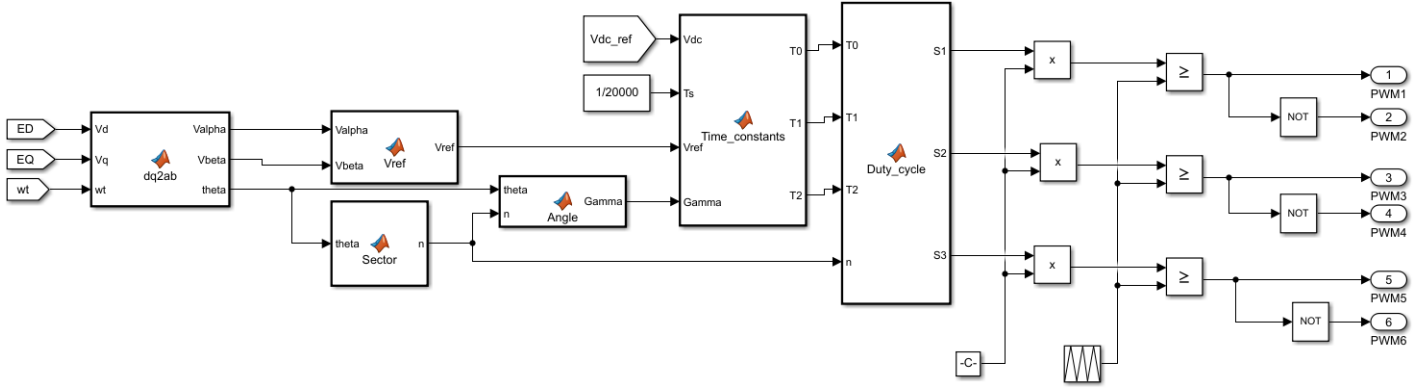 ED
EQ
wt
Vd
Vq
wt
Valpha
Vbeta
theta
dq2ab
Valpha
Vbeta
Vref
Vref
theta
n
Sector
theta
n
Gamma
Angle
Vdc_ref
1/20000
Vdc
Ts
Vref
Gamma
T0
T1
T2
Time_constants
T0
T1
T2
n
S1
S2
S3
Duty_cycle
x
x
x
-C-
≥
≥
≥
NOT
NOT
NOT
1
PWM1
2
PWM2
3
PWM3
4
PWM4
5
PWM5
6
PWM6